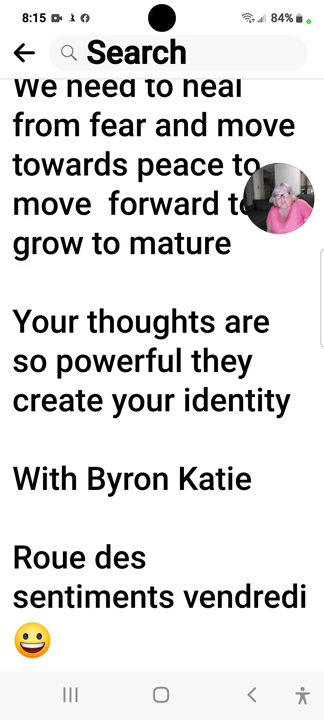 8:15
84%
Search
We need to heal
from fear and move
towards peace to
move  forward to
grow to mature
Your thoughts are
so powerful they
create your identity
With Byron Katie
Roue des
sentiments vendredi
😀